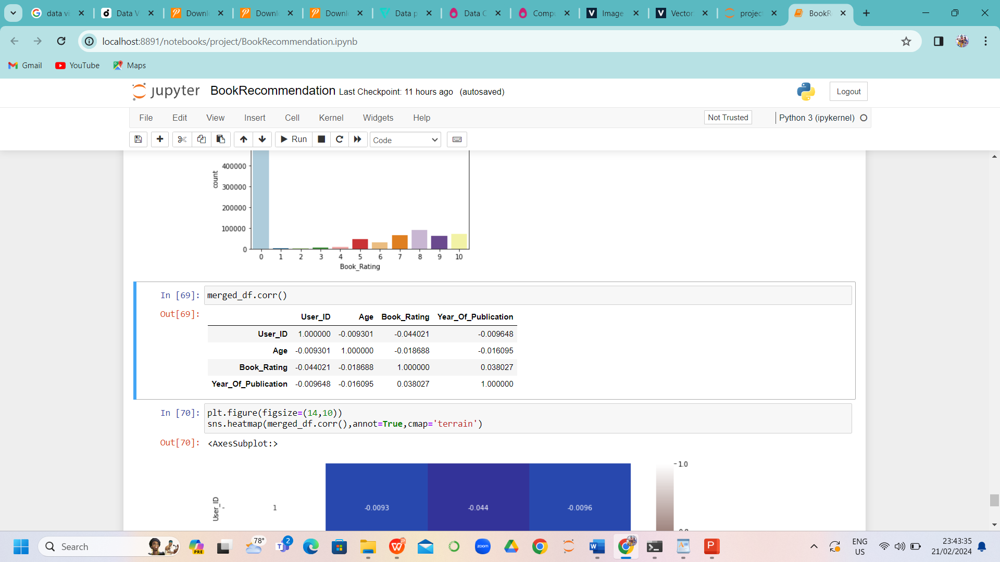 data vi
Data V
Downl
Downl
Downl
Data p
Data C
Compu
Image
Vector
projec
BookR
localhost:8891/notebooks/project/BookRecommendation.ipynb
Gmail
YouTube
Maps
jupyter BookRecommendation Last Checkpoint: 11 hours ago (autosaved)
Logout
File Edit View Insert Cell Kernel Widgets Help
Not Trusted
Python 3 (ipykernel)
Run
Code
count
400000
300000
200000
100000
0
0 1 2 3 4 5 6 7 8 9 10
Book_Rating
In [69]: merged_df.corr()
Out[69]:
User_ID Age Book_Rating Year_Of_Publication
User_ID 1.000000 -0.009301 -0.044021 -0.009648
Age -0.009301 1.000000 -0.018688 -0.016095
Book_Rating -0.044021 -0.018688 1.000000 0.038027
Year_Of_Publication -0.009648 -0.016095 0.038027 1.000000
In [70]: plt.figure(figsize=(14,10))
sns.heatmap(merged_df.corr(),annot=True,cmap='terrain')
Out[70]: <AxesSubplot:>
User_ID
1 -0.0093 -0.044 -0.0096
1.0
Search
PRE
78°
2
zoom
ENG
US
23:43:35
21/02/2024